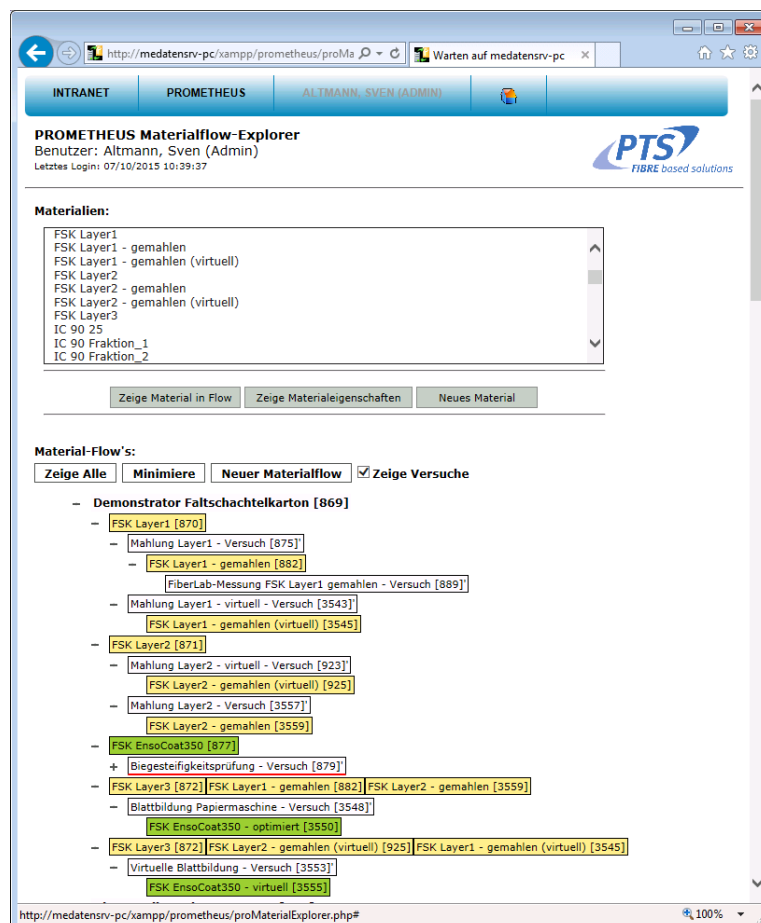 http://medatensrv-pc/xampp/prometheus/proMa
Warten auf medatensrv-pc
INTRANET PROMETHEUS ALTMANN, SVEN (ADMIN)
PROMETHEUS Materialflow-Explorer
Benutzer: Altmann, Sven (Admin)
Letztes Login: 07/10/2015 10:39:37
PTS
FIBRE based solutions
Materialien:
FSK Layer1
FSK Layer1 - gemahlen
FSK Layer1 - gemahlen (virtuell)
FSK Layer2
FSK Layer2 - gemahlen
FSK Layer2 - gemahlen (virtuell)
FSK Layer3
IC 90 25
IC 90 Fraktion_1
IC 90 Fraktion_2
Zeige Material in Flow Zeige Materialeigenschaften Neues Material
Material-Flow's:
Zeige Alle Minimiere Neuer Materialflow Zeige Versuche
− Demonstrator Faltschachtelkarton [869]
− FSK Layer1 [870]
− Mahlung Layer1 - Versuch [875]'
− FSK Layer1 - gemahlen [882]
FiberLab-Messung FSK Layer1 gemahlen - Versuch [889]'
− Mahlung Layer1 - virtuell - Versuch [3543]'
FSK Layer1 - gemahlen (virtuell) [3545]
− FSK Layer2 [871]
− Mahlung Layer2 - virtuell - Versuch [923]'
FSK Layer2 - gemahlen (virtuell) [925]
− Mahlung Layer2 - Versuch [3557]'
FSK Layer2 - gemahlen [3559]
− FSK EnsoCoat350 [877]
+ Biegesteifigkeitsprüfung - Versuch [879]'
− FSK Layer3 [872] FSK Layer1 - gemahlen [882] FSK Layer2 - gemahlen [3559]
− Blattbildung Papiermaschine - Versuch [3548]'
FSK EnsoCoat350 - optimiert [3550]
− FSK Layer3 [872] FSK Layer2 - gemahlen (virtuell) [925] FSK Layer1 - gemahlen (virtuell) [3545]
− Virtuelle Blattbildung - Versuch [3553]'
FSK EnsoCoat350 - virtuell [3555]
http://medatensrv-pc/xampp/prometheus/proMaterialExplorer.php# 100%